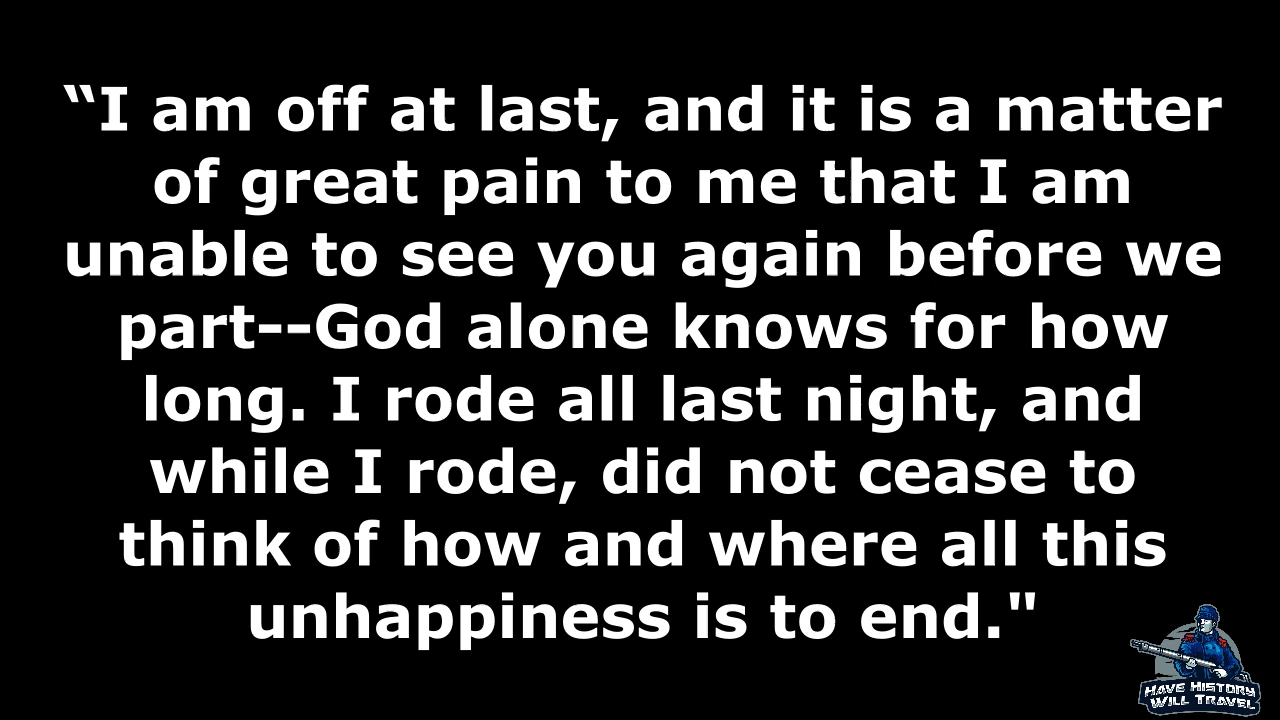 “I am off at last, and it is a matter
of great pain to me that I am
unable to see you again before we
part--God alone knows for how
long. I rode all last night, and
while I rode, did not cease to
think of how and where all this
unhappiness is to end."
HAVE HISTORY
WILL TRAVEL